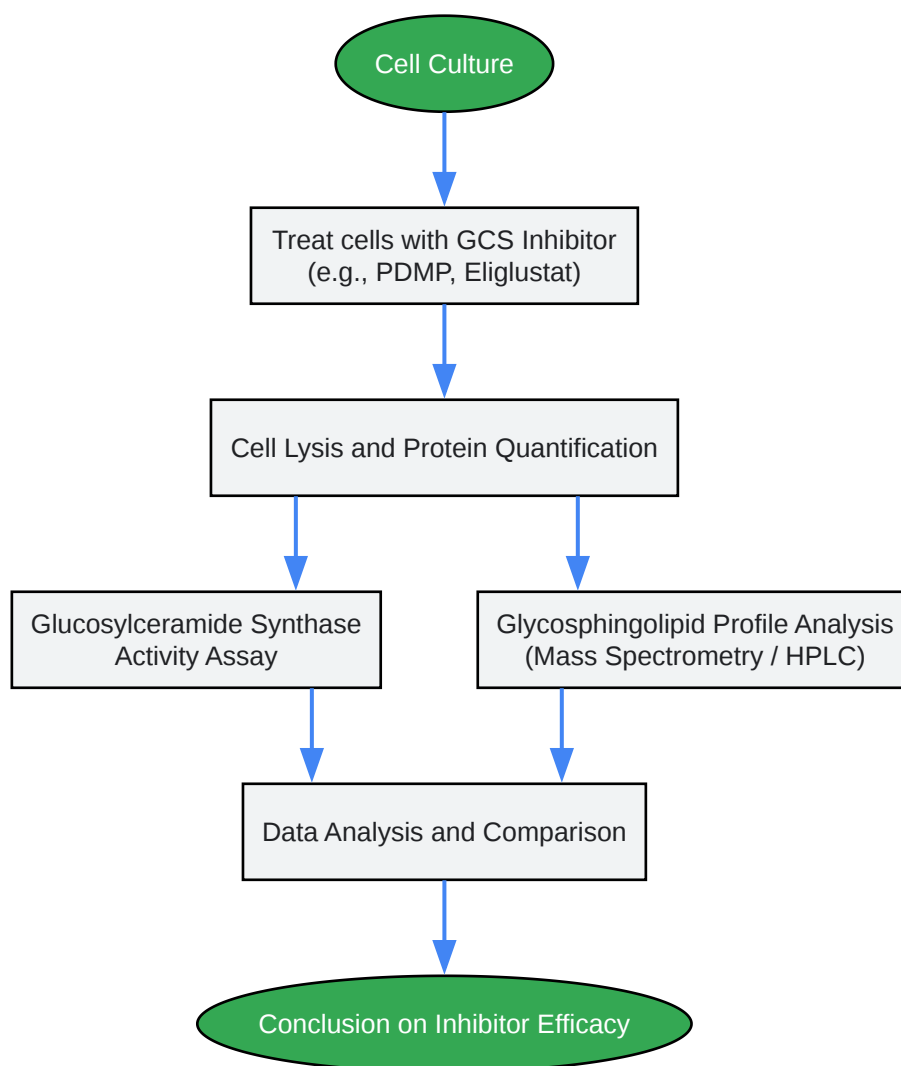 Cell Culture
Treat cells with GCS Inhibitor
(e.g., PDMP, Eliglustat)
Cell Lysis and Protein Quantification
Glucosylceramide Synthase
Activity Assay
Glycosphingolipid Profile Analysis
(Mass Spectrometry / HPLC)
Data Analysis and Comparison
Conclusion on Inhibitor Efficacy